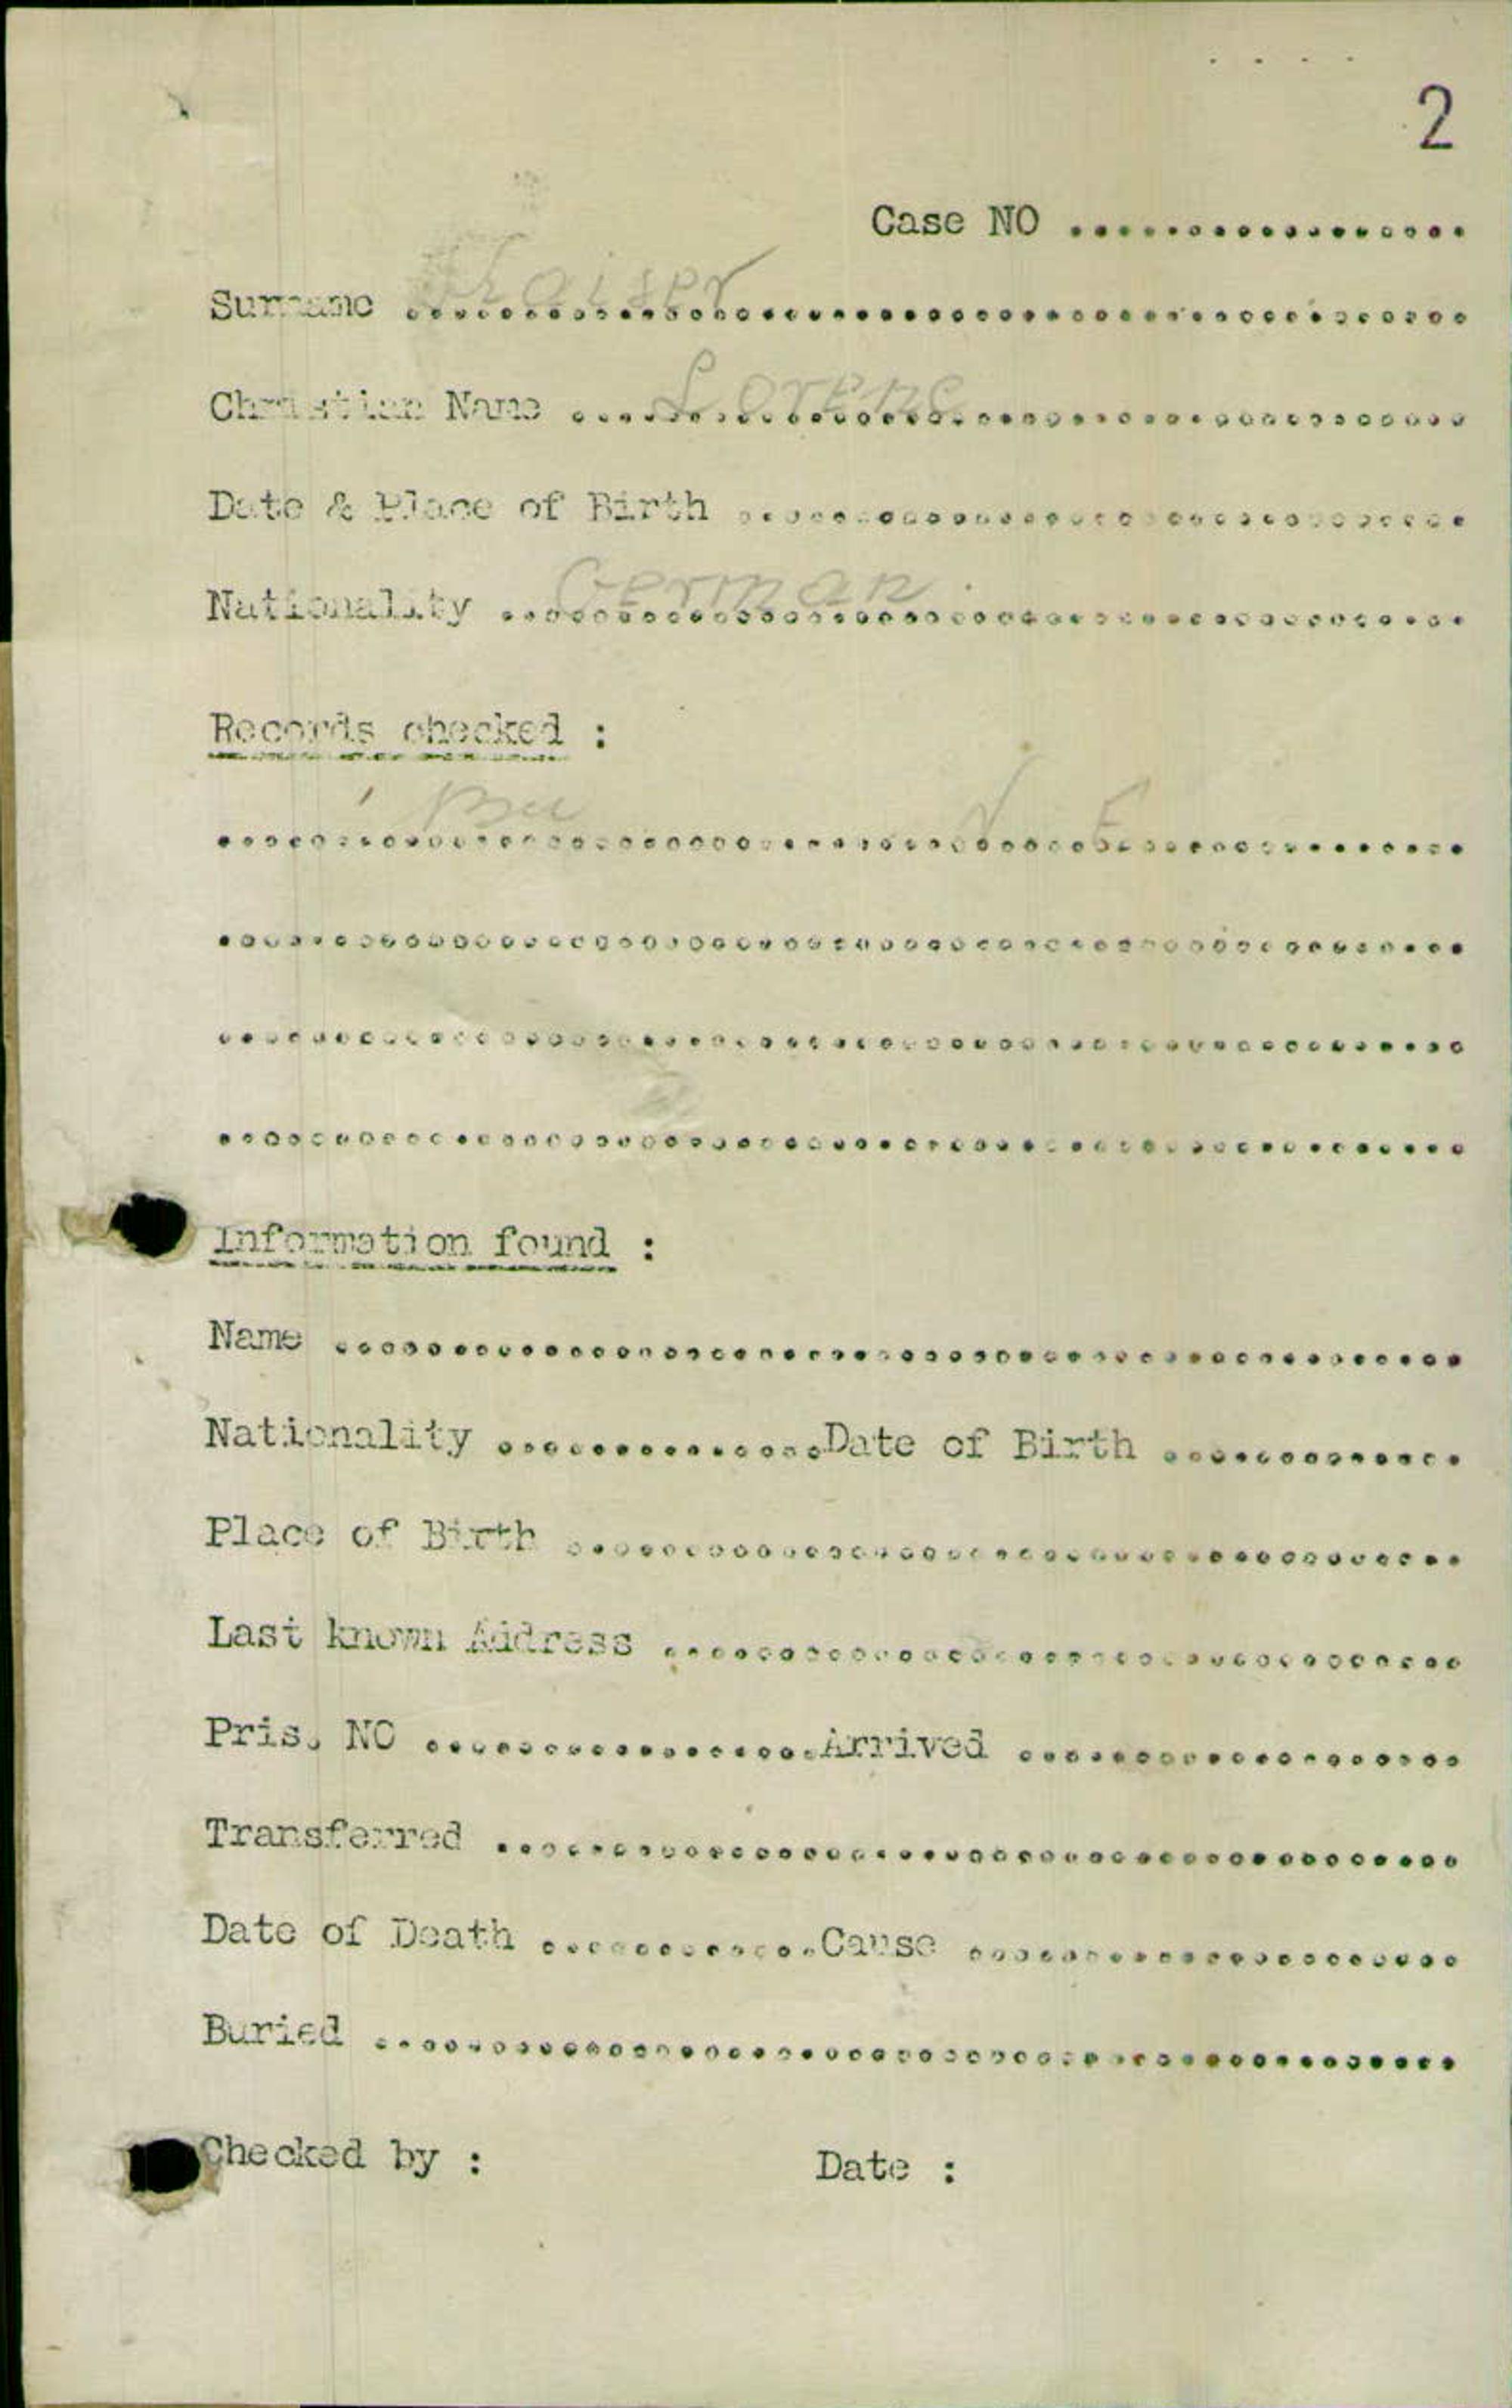 2
Case NO ..................
Surname Kaiser
Christian Name Lorenz
Date & Place of Birth ..............................
Nationality German
Records checked :
Bu N. F.
Information found :
Name ................................................
Nationality ..............Date of Birth .............
Place of Birth ......................................
Last known Address ..................................
Pris. NO .................Arrived ...................
Transferred .........................................
Date of Death ............Cause .....................
Buried ..............................................
Checked by : Date :